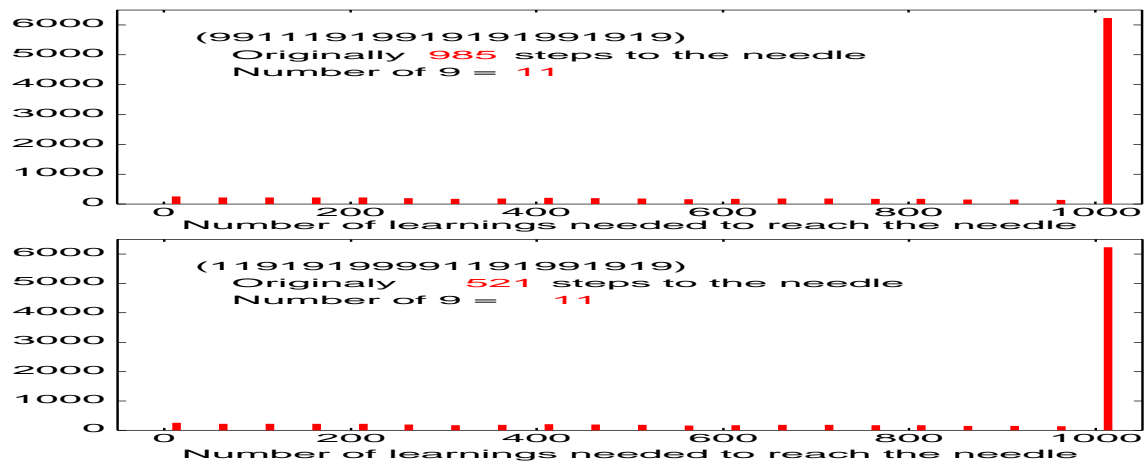 6000
5000
4000
3000
2000
1000
0
(99111919919191991919)
Originally 985 steps to the needle
Number of 9 = 11
0 200 400 600 800 1000
Number of learnings needed to reach the needle
6000
5000
4000
3000
2000
1000
0
(11919199991191991919)
Originaly 521 steps to the needle
Number of 9 = 11
0 200 400 600 800 1000
Number of learnings needed to reach the needle